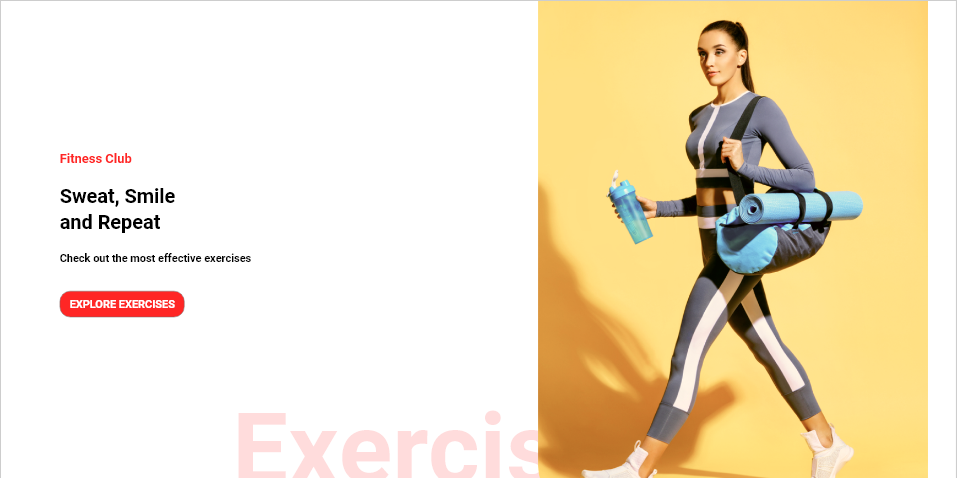 Fitness Club
Sweat, Smile
and Repeat
Check out the most effective exercises
EXPLORE EXERCISES
Exercis